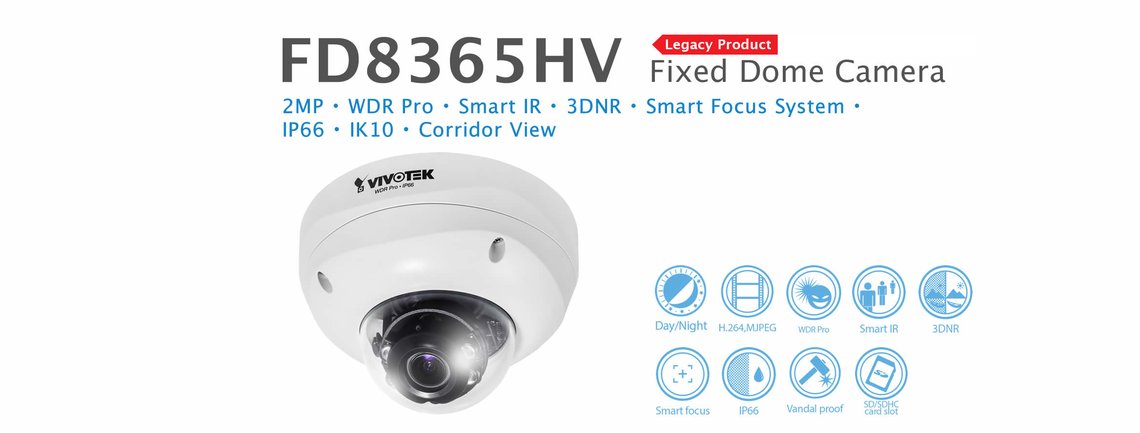 FD8365HV
Legacy Product
Fixed Dome Camera
2MP • WDR Pro • Smart IR • 3DNR • Smart Focus System •
IP66 • IK10 • Corridor View
VIVOTEK
WDR Pro • IP66
Day/Night
H.264,MJPEG
WDR Pro
Smart IR
3DNR
Smart focus
IP66
Vandal proof
SD/SDHC
card slot
SD